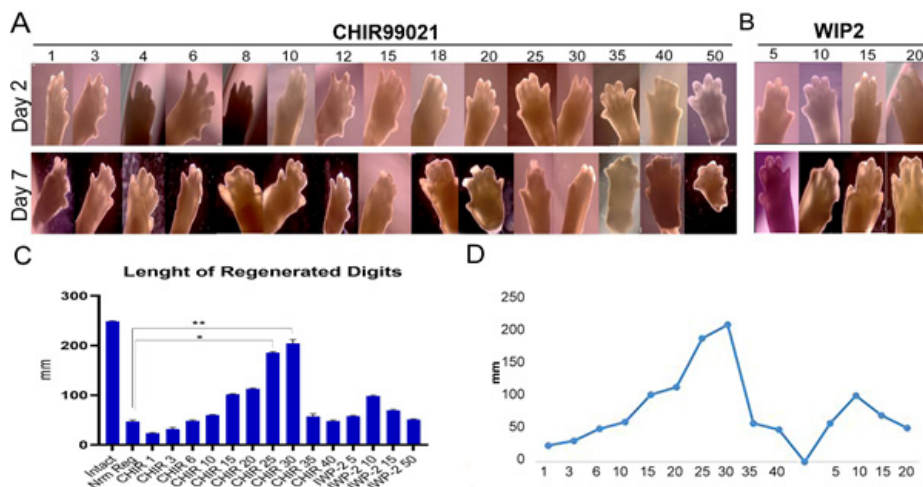 A
CHIR99021
1 3 4 6 8 10 12 15 18 20 25 30 35 40 50
Day 2
Day 7
B
WIP2
5 10 15 20
C
Lenght of Regenerated Digits
300
200
100
0
mm
**
*
Intact
Nrm Reg
CHIR 1
CHIR 3
CHIR 6
CHIR 10
CHIR 15
CHIR 20
CHIR 25
CHIR 30
CHIR 35
CHIR 40
IWP-2 5
IWP-2 10
IWP-2 15
IWP-2 50
D
250
200
150
100
50
0
mm
1 3 6 10 15 20 25 30 35 40 5 10 15 20